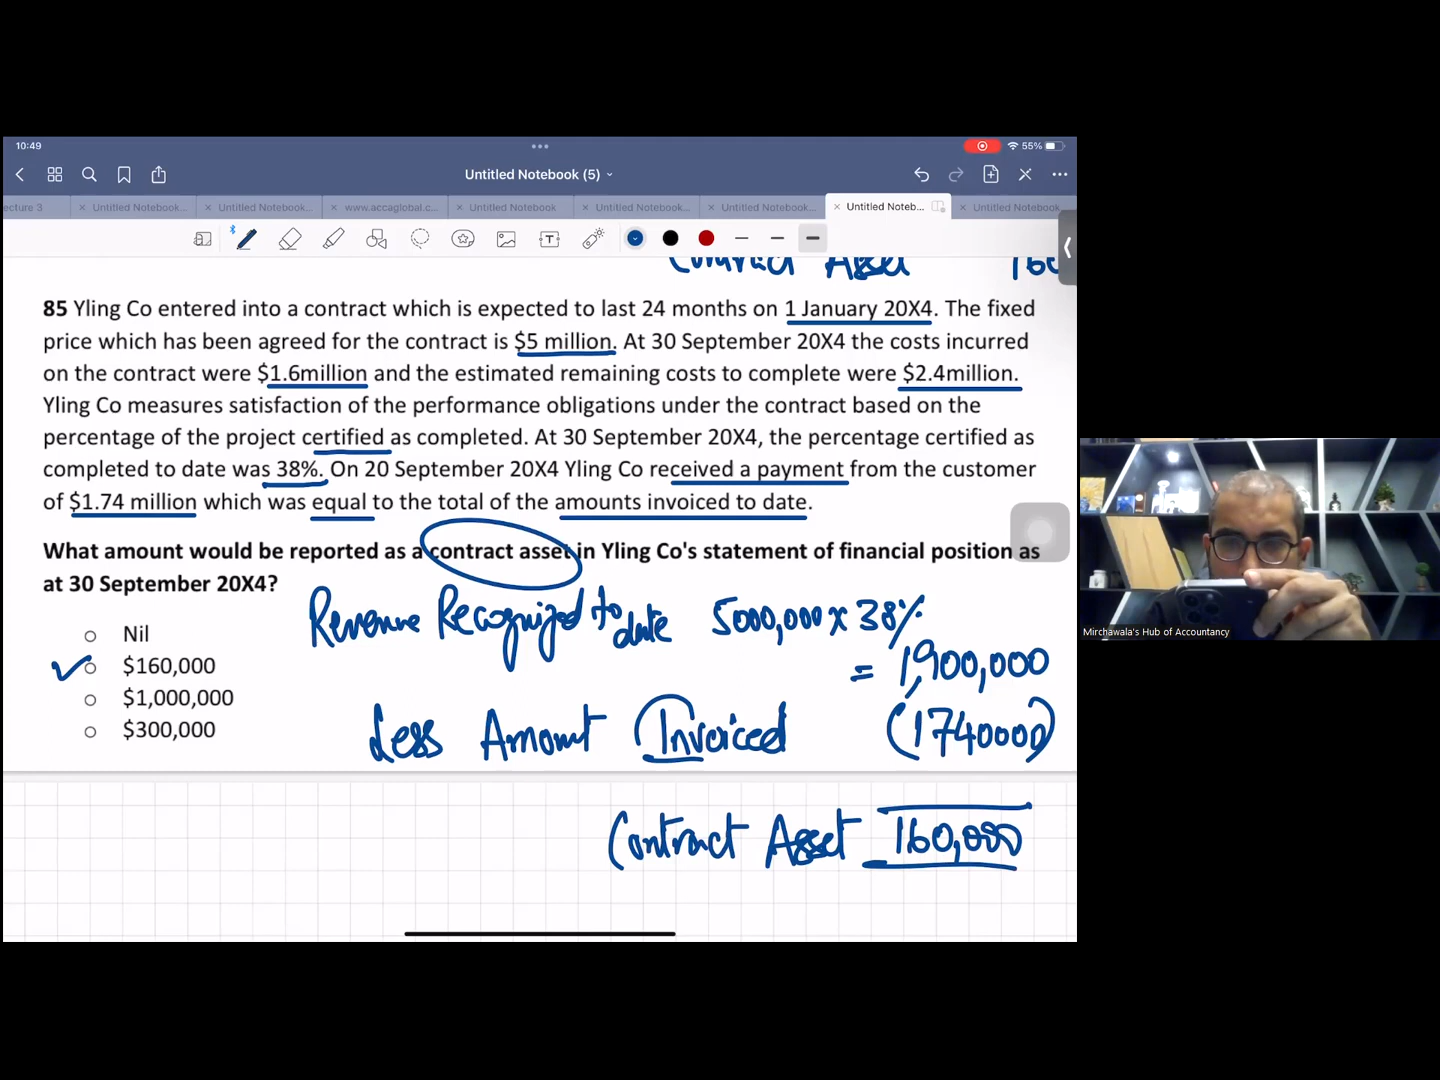 10:49
55%
Untitled Notebook (5)
ecture 3
Untitled Notebook...
Untitled Notebook...
www.accaglobal.c...
Untitled Notebook
Untitled Notebook...
Untitled Notebook...
Untitled Noteb...
Untitled Notebook
T
Contract Asset 160
85 Yling Co entered into a contract which is expected to last 24 months on 1 January 20X4. The fixed
price which has been agreed for the contract is $5 million. At 30 September 20X4 the costs incurred
on the contract were $1.6million and the estimated remaining costs to complete were $2.4million.
Yling Co measures satisfaction of the performance obligations under the contract based on the
percentage of the project certified as completed. At 30 September 20X4, the percentage certified as
completed to date was 38%. On 20 September 20X4 Yling Co received a payment from the customer
of $1.74 million which was equal to the total of the amounts invoiced to date.
What amount would be reported as a contract asset in Yling Co's statement of financial position as
at 30 September 20X4?
Nil
$160,000
$1,000,000
$300,000
Revenue Recognized to date 5000,000 x 38%
= 1,900,000
Less Amount Invoiced (1740000)
Contract Asset 160,000
Mirchawala's Hub of Accountancy